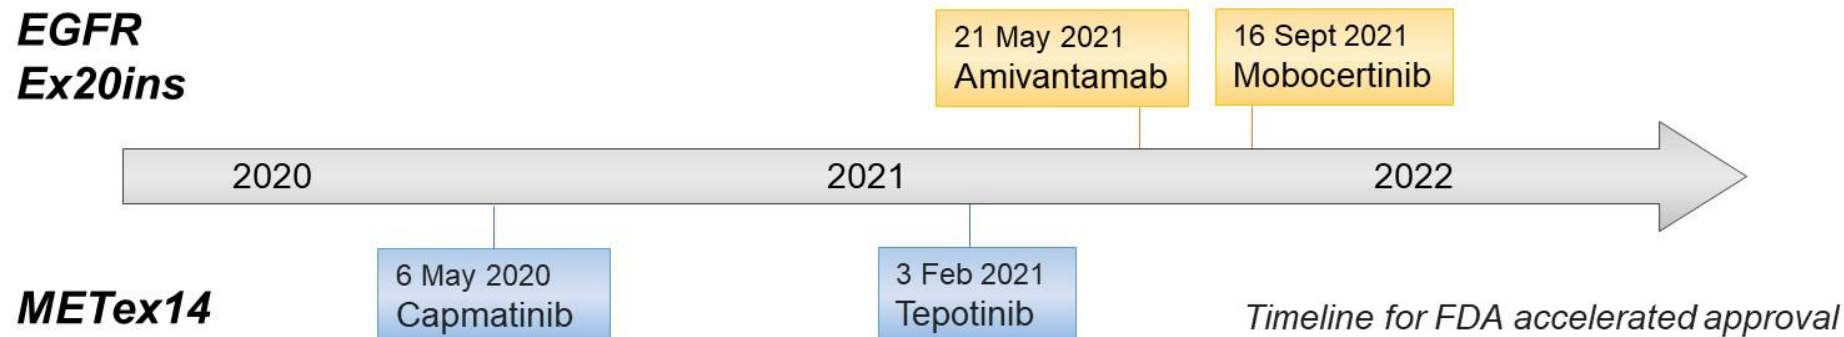 EGFR
Ex20ins
21 May 2021
Amivantamab
16 Sept 2021
Mobocertinib
2020
2021
2022
6 May 2020
Capmatinib
3 Feb 2021
Tepotinib
METex14
Timeline for FDA accelerated approval